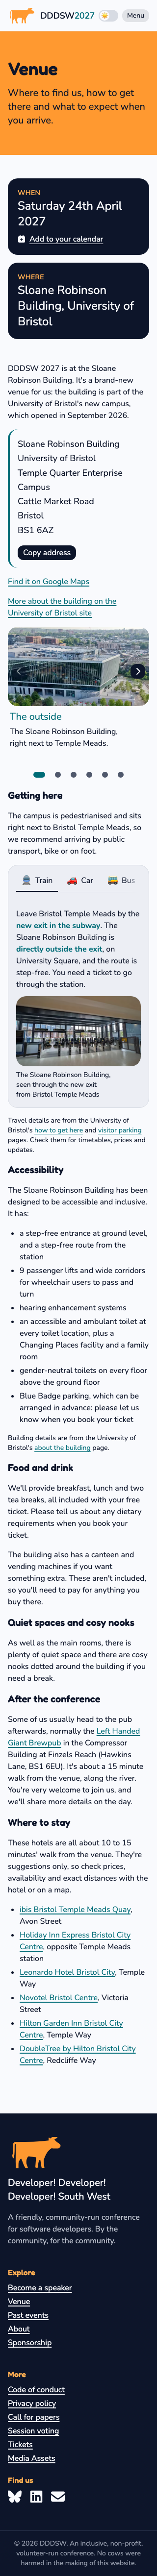 DDDSW2027
Menu
Venue
Where to find us, how to get
there and what to expect when
you arrive.
WHEN
Saturday 24th April
2027
Add to your calendar
WHERE
Sloane Robinson
Building, University of
Bristol
DDDSW 2027 is at the Sloane
Robinson Building. It's a brand-new
venue for us: the building is part of the
University of Bristol's new campus,
which opened in September 2026.
Sloane Robinson Building
University of Bristol
Temple Quarter Enterprise
Campus
Cattle Market Road
Bristol
BS1 6AZ
Copy address
Find it on Google Maps
More about the building on the
University of Bristol site
The outside
The Sloane Robinson Building,
right next to Temple Meads.
Getting here
The campus is pedestrianised and sits
right next to Bristol Temple Meads, so
we recommend arriving by public
transport, bike or on foot.
Train
Car
Bus
Leave Bristol Temple Meads by the
new exit in the subway. The
Sloane Robinson Building is
directly outside the exit, on
University Square, and the route is
step-free. You need a ticket to go
through the station.
The Sloane Robinson Building,
seen through the new exit
from Bristol Temple Meads
Travel details are from the University of
Bristol's how to get here and visitor parking
pages. Check them for timetables, prices and
updates.
Accessibility
The Sloane Robinson Building has been
designed to be accessible and inclusive.
It has:
a step-free entrance at ground level,
and a step-free route from the
station
9 passenger lifts and wide corridors
for wheelchair users to pass and
turn
hearing enhancement systems
an accessible and ambulant toilet at
every toilet location, plus a
Changing Places facility and a family
room
gender-neutral toilets on every floor
above the ground floor
Blue Badge parking, which can be
arranged in advance: please let us
know when you book your ticket
Building details are from the University of
Bristol's about the building page.
Food and drink
We'll provide breakfast, lunch and two
tea breaks, all included with your free
ticket. Please tell us about any dietary
requirements when you book your
ticket.
The building also has a canteen and
vending machines if you want
something extra. These aren't included,
so you'll need to pay for anything you
buy there.
Quiet spaces and cosy nooks
As well as the main rooms, there is
plenty of quiet space and there are cosy
nooks dotted around the building if you
need a break.
After the conference
Some of us usually head to the pub
afterwards, normally the Left Handed
Giant Brewpub in the Compressor
Building at Finzels Reach (Hawkins
Lane, BS1 6EU). It's about a 15 minute
walk from the venue, along the river.
You're very welcome to join us, and
we'll share more details on the day.
Where to stay
These hotels are all about 10 to 15
minutes' walk from the venue. They're
suggestions only, so check prices,
availability and exact distances with the
hotel or on a map.
ibis Bristol Temple Meads Quay,
Avon Street
Holiday Inn Express Bristol City
Centre, opposite Temple Meads
station
Leonardo Hotel Bristol City, Temple
Way
Novotel Bristol Centre, Victoria
Street
Hilton Garden Inn Bristol City
Centre, Temple Way
DoubleTree by Hilton Bristol City
Centre, Redcliffe Way
Developer! Developer!
Developer! South West
A friendly, community-run conference
for software developers. By the
community, for the community.
Explore
Become a speaker
Venue
Past events
About
Sponsorship
More
Code of conduct
Privacy policy
Call for papers
Session voting
Tickets
Media Assets
Find us
© 2026 DDDSW. An inclusive, non-profit,
volunteer-run conference. No cows were
harmed in the making of this website.